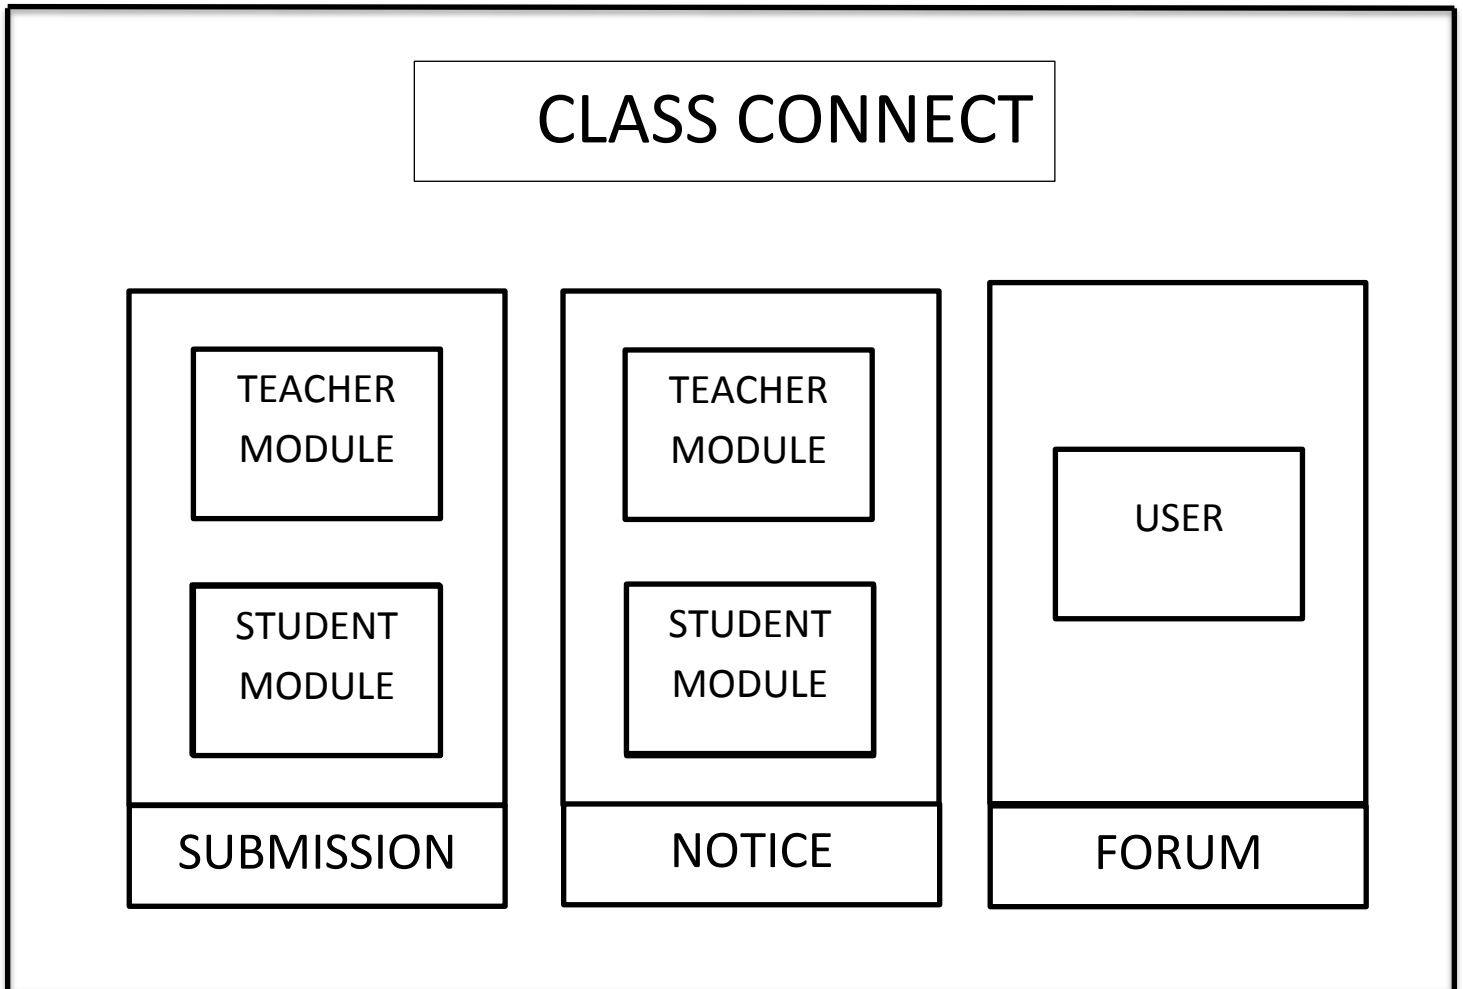 CLASS CONNECT
TEACHER
MODULE
STUDENT
MODULE
SUBMISSION
TEACHER
MODULE
STUDENT
MODULE
NOTICE
USER
FORUM